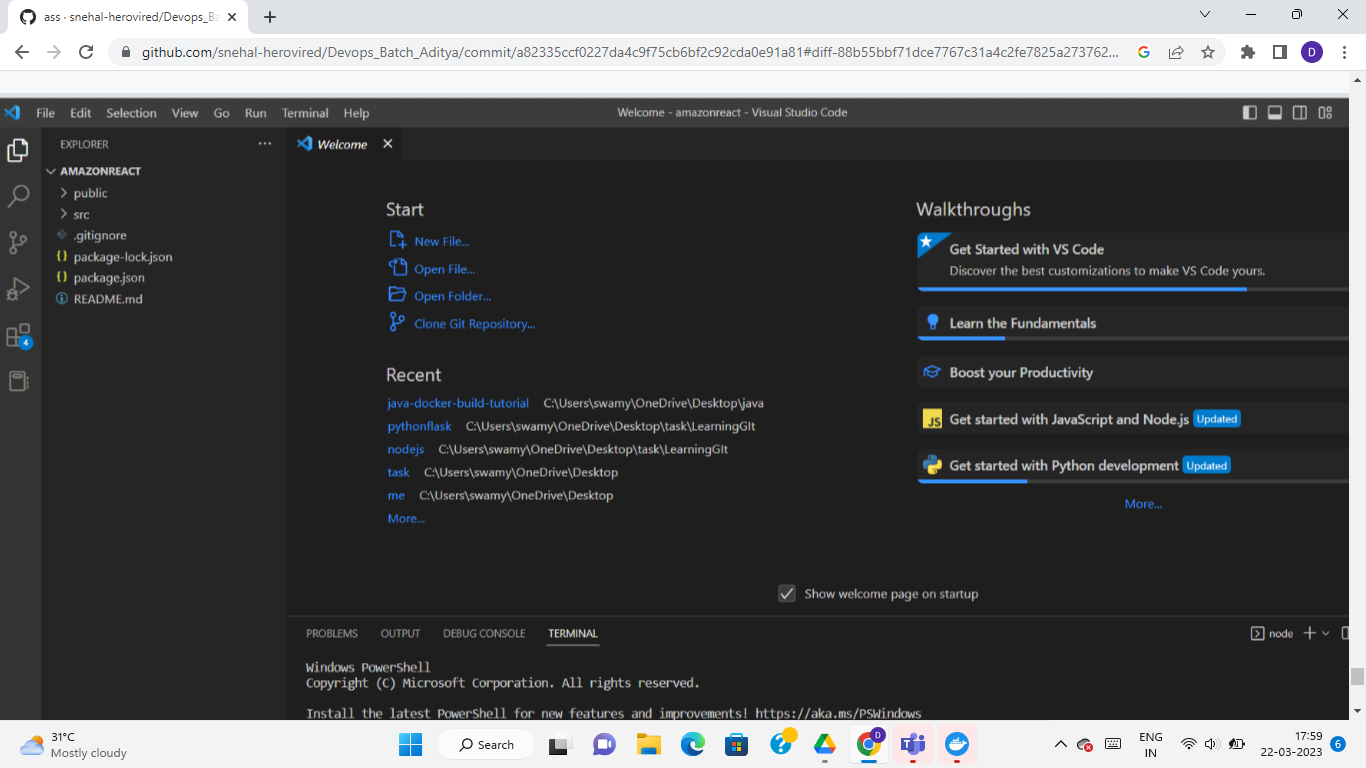 ass · snehal-herovired/Devops_Ba
github.com/snehal-herovired/Devops_Batch_Aditya/commit/a82335ccf0227da4c9f75cb6bf2c92cda0e91a81#diff-88b55bbf71dce7767c31a4c2fe7825a273762...
D
File Edit Selection View Go Run Terminal Help
Welcome - amazonreact - Visual Studio Code
EXPLORER
Welcome
AMAZONREACT
public
src
.gitignore
package-lock.json
package.json
README.md
4
Start
New File...
Open File...
Open Folder...
Clone Git Repository...
Recent
java-docker-build-tutorial C:\Users\swamy\OneDrive\Desktop\java
pythonflask C:\Users\swamy\OneDrive\Desktop\task\LearningGIt
nodejs C:\Users\swamy\OneDrive\Desktop\task\LearningGIt
task C:\Users\swamy\OneDrive\Desktop
me C:\Users\swamy\OneDrive\Desktop
More...
Walkthroughs
Get Started with VS Code
Discover the best customizations to make VS Code yours.
Learn the Fundamentals
Boost your Productivity
JS Get started with JavaScript and Node.js Updated
Get started with Python development Updated
More...
Show welcome page on startup
PROBLEMS OUTPUT DEBUG CONSOLE TERMINAL
node
Windows PowerShell
Copyright (C) Microsoft Corporation. All rights reserved.
Install the latest PowerShell for new features and improvements! https://aka.ms/PSWindows
31°C
Mostly cloudy
Search
D
ENG
IN
17:59
22-03-2023
6